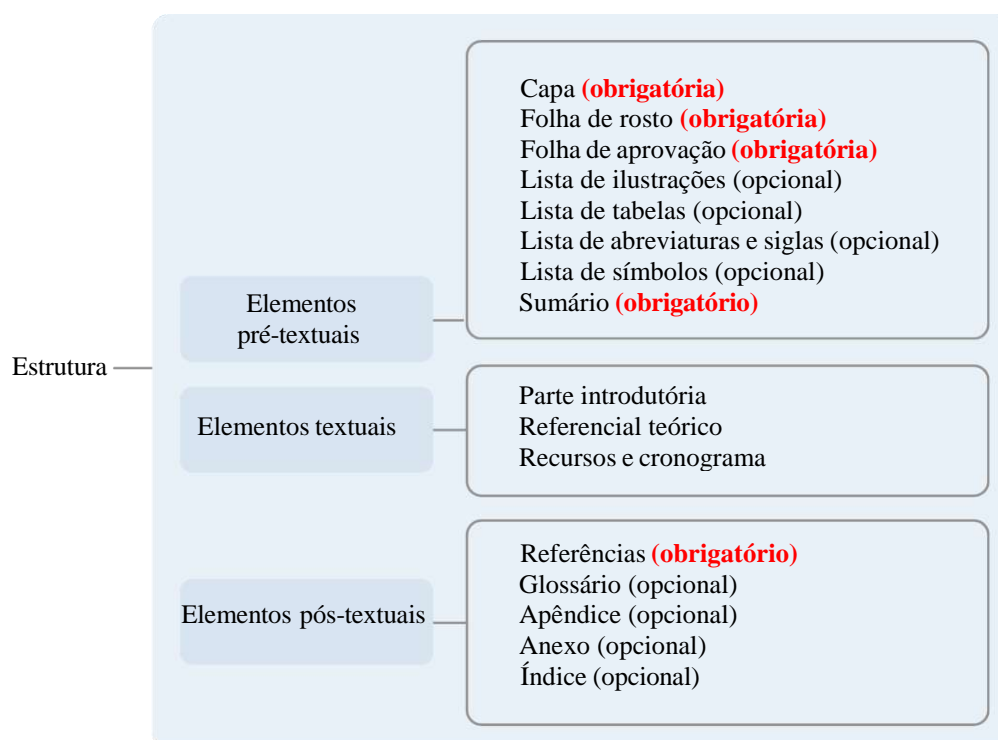 Estrutura
Elementos
pré-textuais
Capa (obrigatória)
Folha de rosto (obrigatória)
Folha de aprovação (obrigatória)
Lista de ilustrações (opcional)
Lista de tabelas (opcional)
Lista de abreviaturas e siglas (opcional)
Lista de símbolos (opcional)
Sumário (obrigatório)
Elementos textuais
Parte introdutória
Referencial teórico
Recursos e cronograma
Elementos pós-textuais
Referências (obrigatório)
Glossário (opcional)
Apêndice (opcional)
Anexo (opcional)
Índice (opcional)